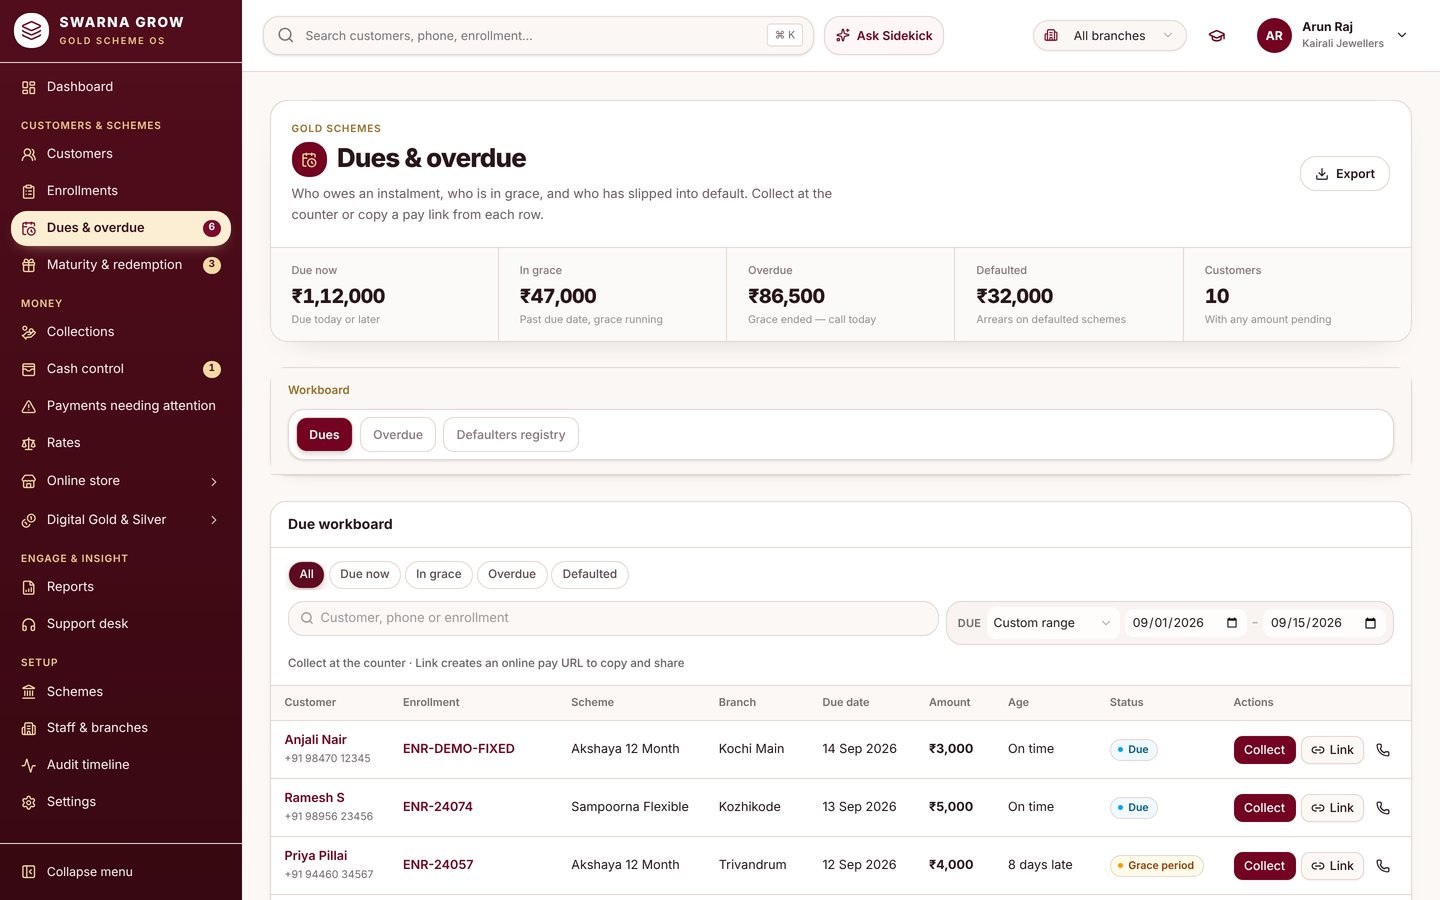 SWARNA GROW
GOLD SCHEME OS
Dashboard
CUSTOMERS & SCHEMES
Customers
Enrollments
Dues & overdue 6
Maturity & redemption 3
MONEY
Collections
Cash control 1
Payments needing attention
Rates
Online store
Digital Gold & Silver
ENGAGE & INSIGHT
Reports
Support desk
SETUP
Schemes
Staff & branches
Audit timeline
Settings
Collapse menu
Search customers, phone, enrollment... ⌘ K
Ask Sidekick
All branches
AR
Arun Raj
Kairali Jewellers
GOLD SCHEMES
Dues & overdue
Who owes an instalment, who is in grace, and who has slipped into default. Collect at the
counter or copy a pay link from each row.
Export
Due now
₹1,12,000
Due today or later
In grace
₹47,000
Past due date, grace running
Overdue
₹86,500
Grace ended — call today
Defaulted
₹32,000
Arrears on defaulted schemes
Customers
10
With any amount pending
Workboard
Dues Overdue Defaulters registry
Due workboard
All Due now In grace Overdue Defaulted
Customer, phone or enrollment
DUE Custom range 09/01/2026 – 09/15/2026
Collect at the counter · Link creates an online pay URL to copy and share
Customer Enrollment Scheme Branch Due date Amount Age Status Actions
Anjali Nair
+91 98470 12345
ENR-DEMO-FIXED Akshaya 12 Month Kochi Main 14 Sep 2026 ₹3,000 On time Due Collect Link
Ramesh S
+91 98956 23456
ENR-24074 Sampoorna Flexible Kozhikode 13 Sep 2026 ₹5,000 On time Due Collect Link
Priya Pillai
+91 94460 34567
ENR-24057 Akshaya 12 Month Trivandrum 12 Sep 2026 ₹4,000 8 days late Grace period Collect Link